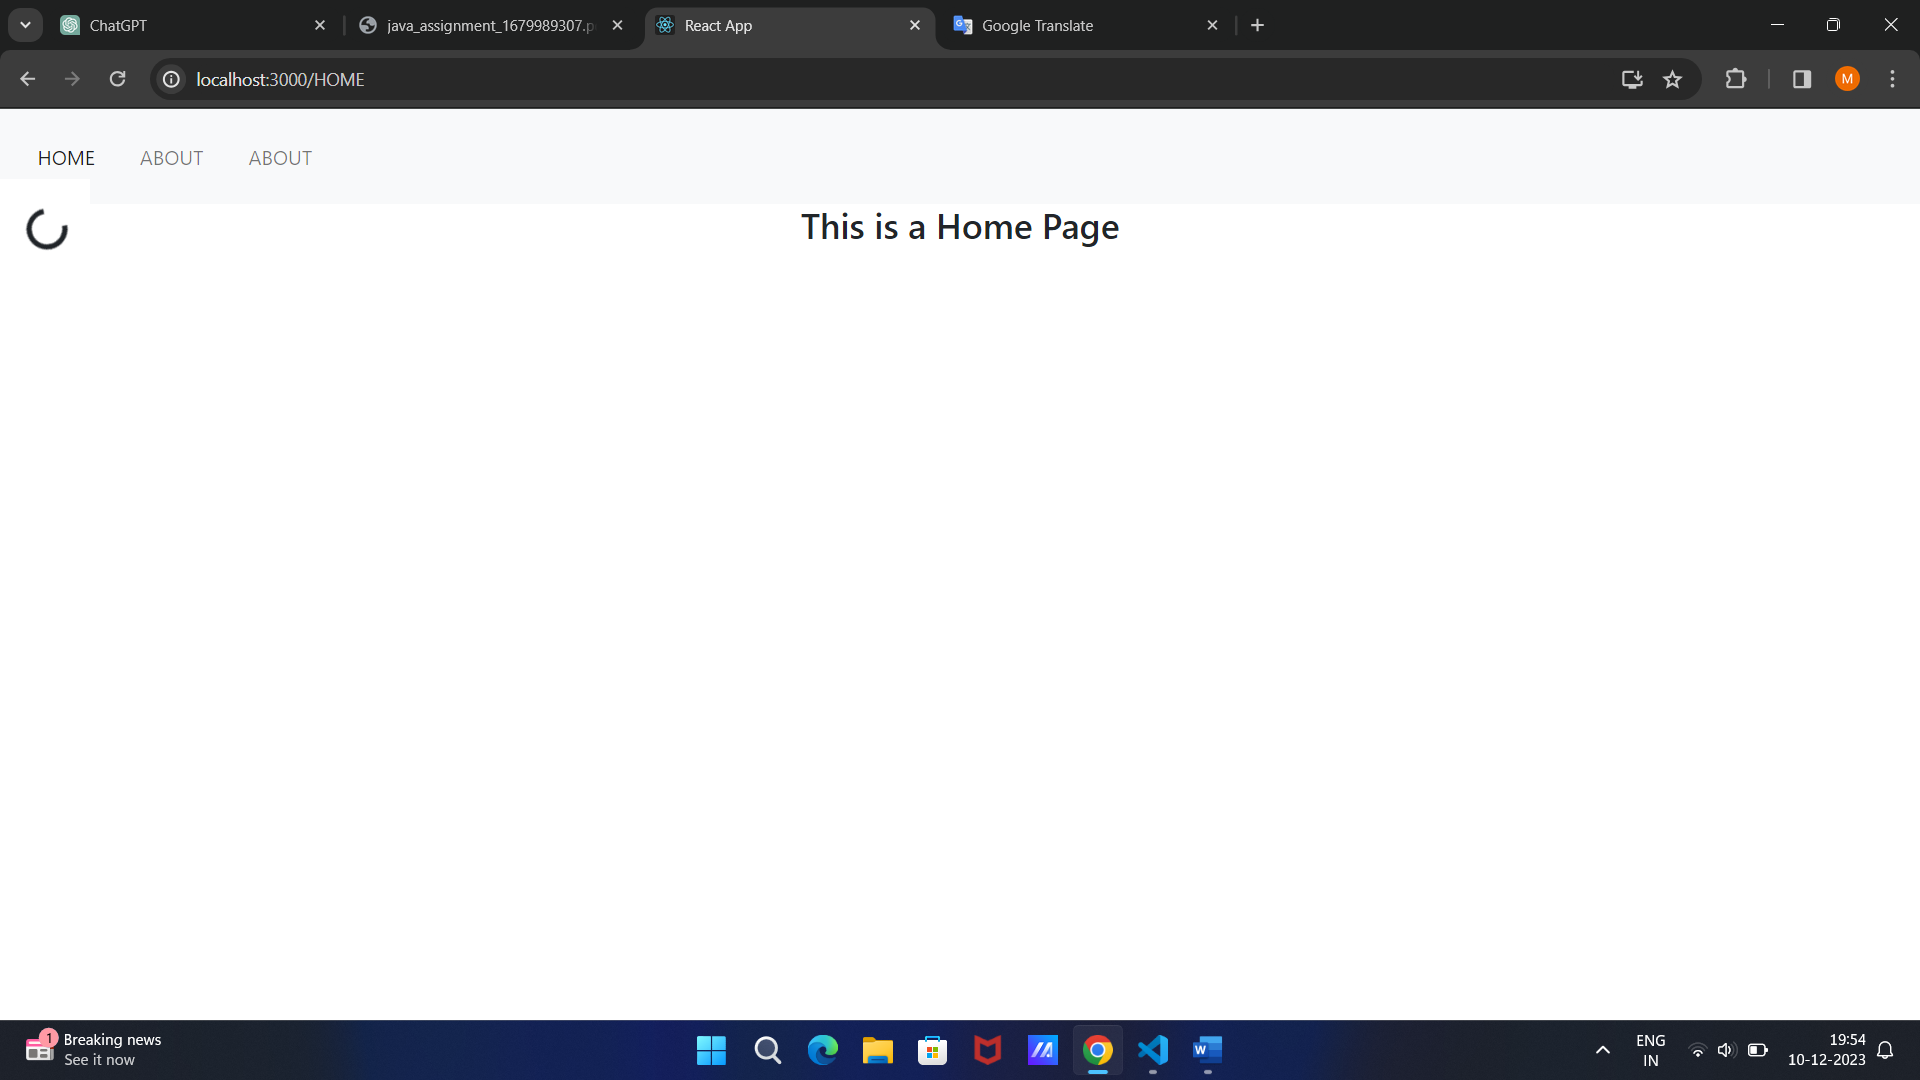 ChatGPT
java_assignment_1679989307.p
React App
Google Translate
localhost:3000/HOME
M
HOME
ABOUT
ABOUT
This is a Home Page
1
Breaking news
See it now
W
ENG
IN
19:54
10-12-2023